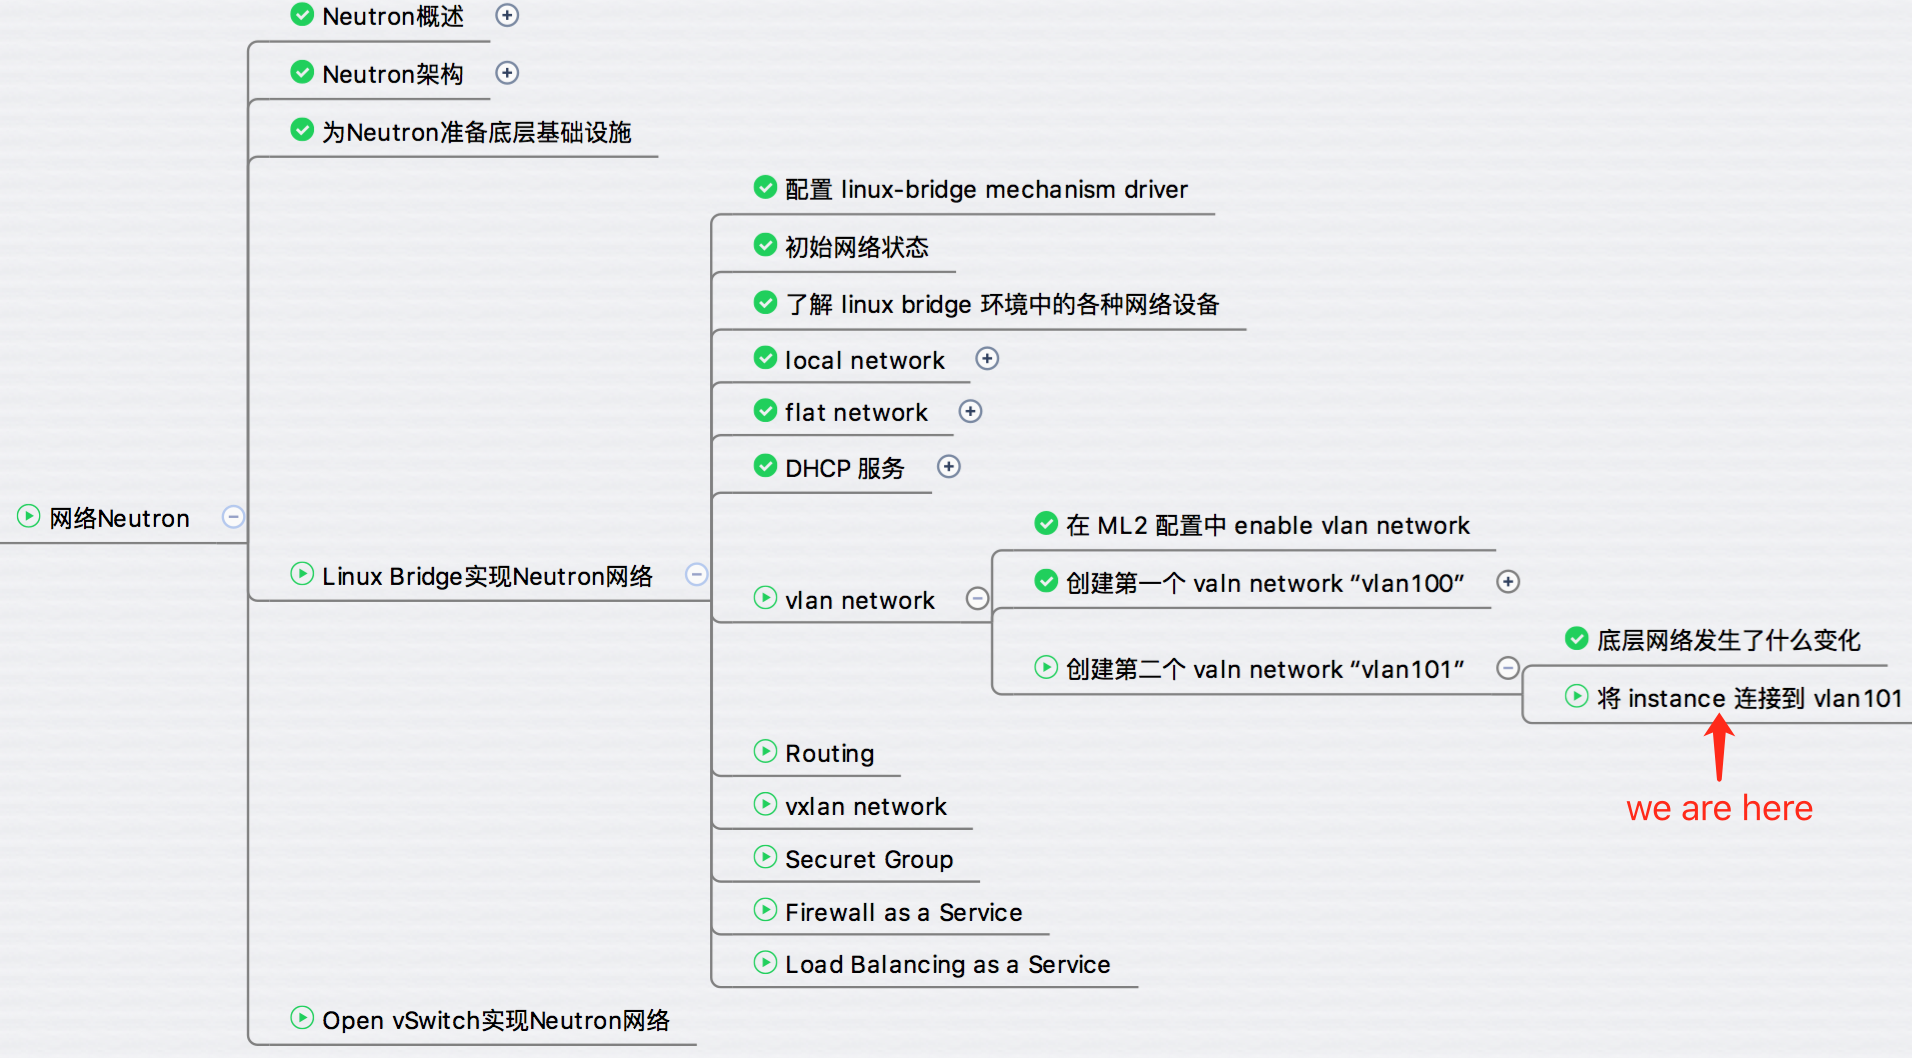 Neutron概述
Neutron架构
为Neutron准备底层基础设施
配置 linux-bridge mechanism driver
初始网络状态
了解 linux bridge 环境中的各种网络设备
local network
flat network
DHCP 服务
网络Neutron
Linux Bridge实现Neutron网络
vlan network
在 ML2 配置中 enable vlan network
创建第一个 valn network “vlan100”
创建第二个 valn network “vlan101”
底层网络发生了什么变化
将 instance 连接到 vlan101
we are here
Routing
vxlan network
Securet Group
Firewall as a Service
Load Balancing as a Service
Open vSwitch实现Neutron网络